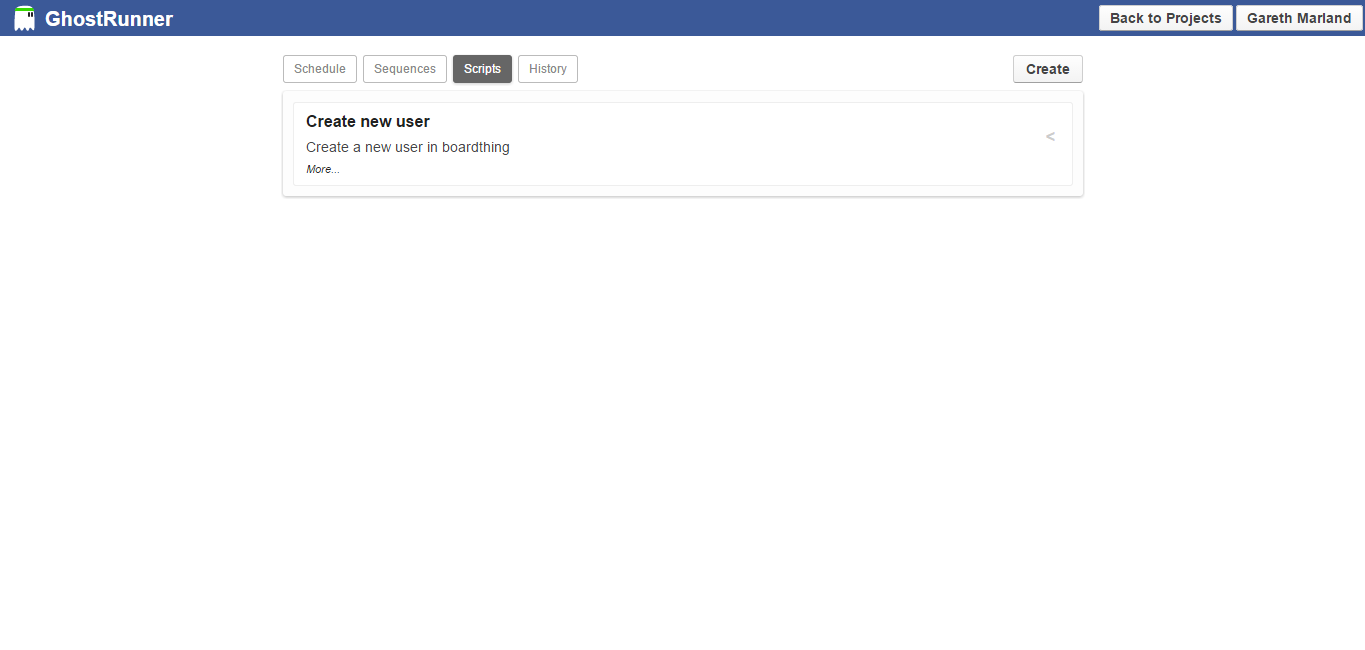 GhostRunner Back to Projects Gareth Marland
Schedule Sequences Scripts History Create
Create new user
<
Create a new user in boardthing
More...